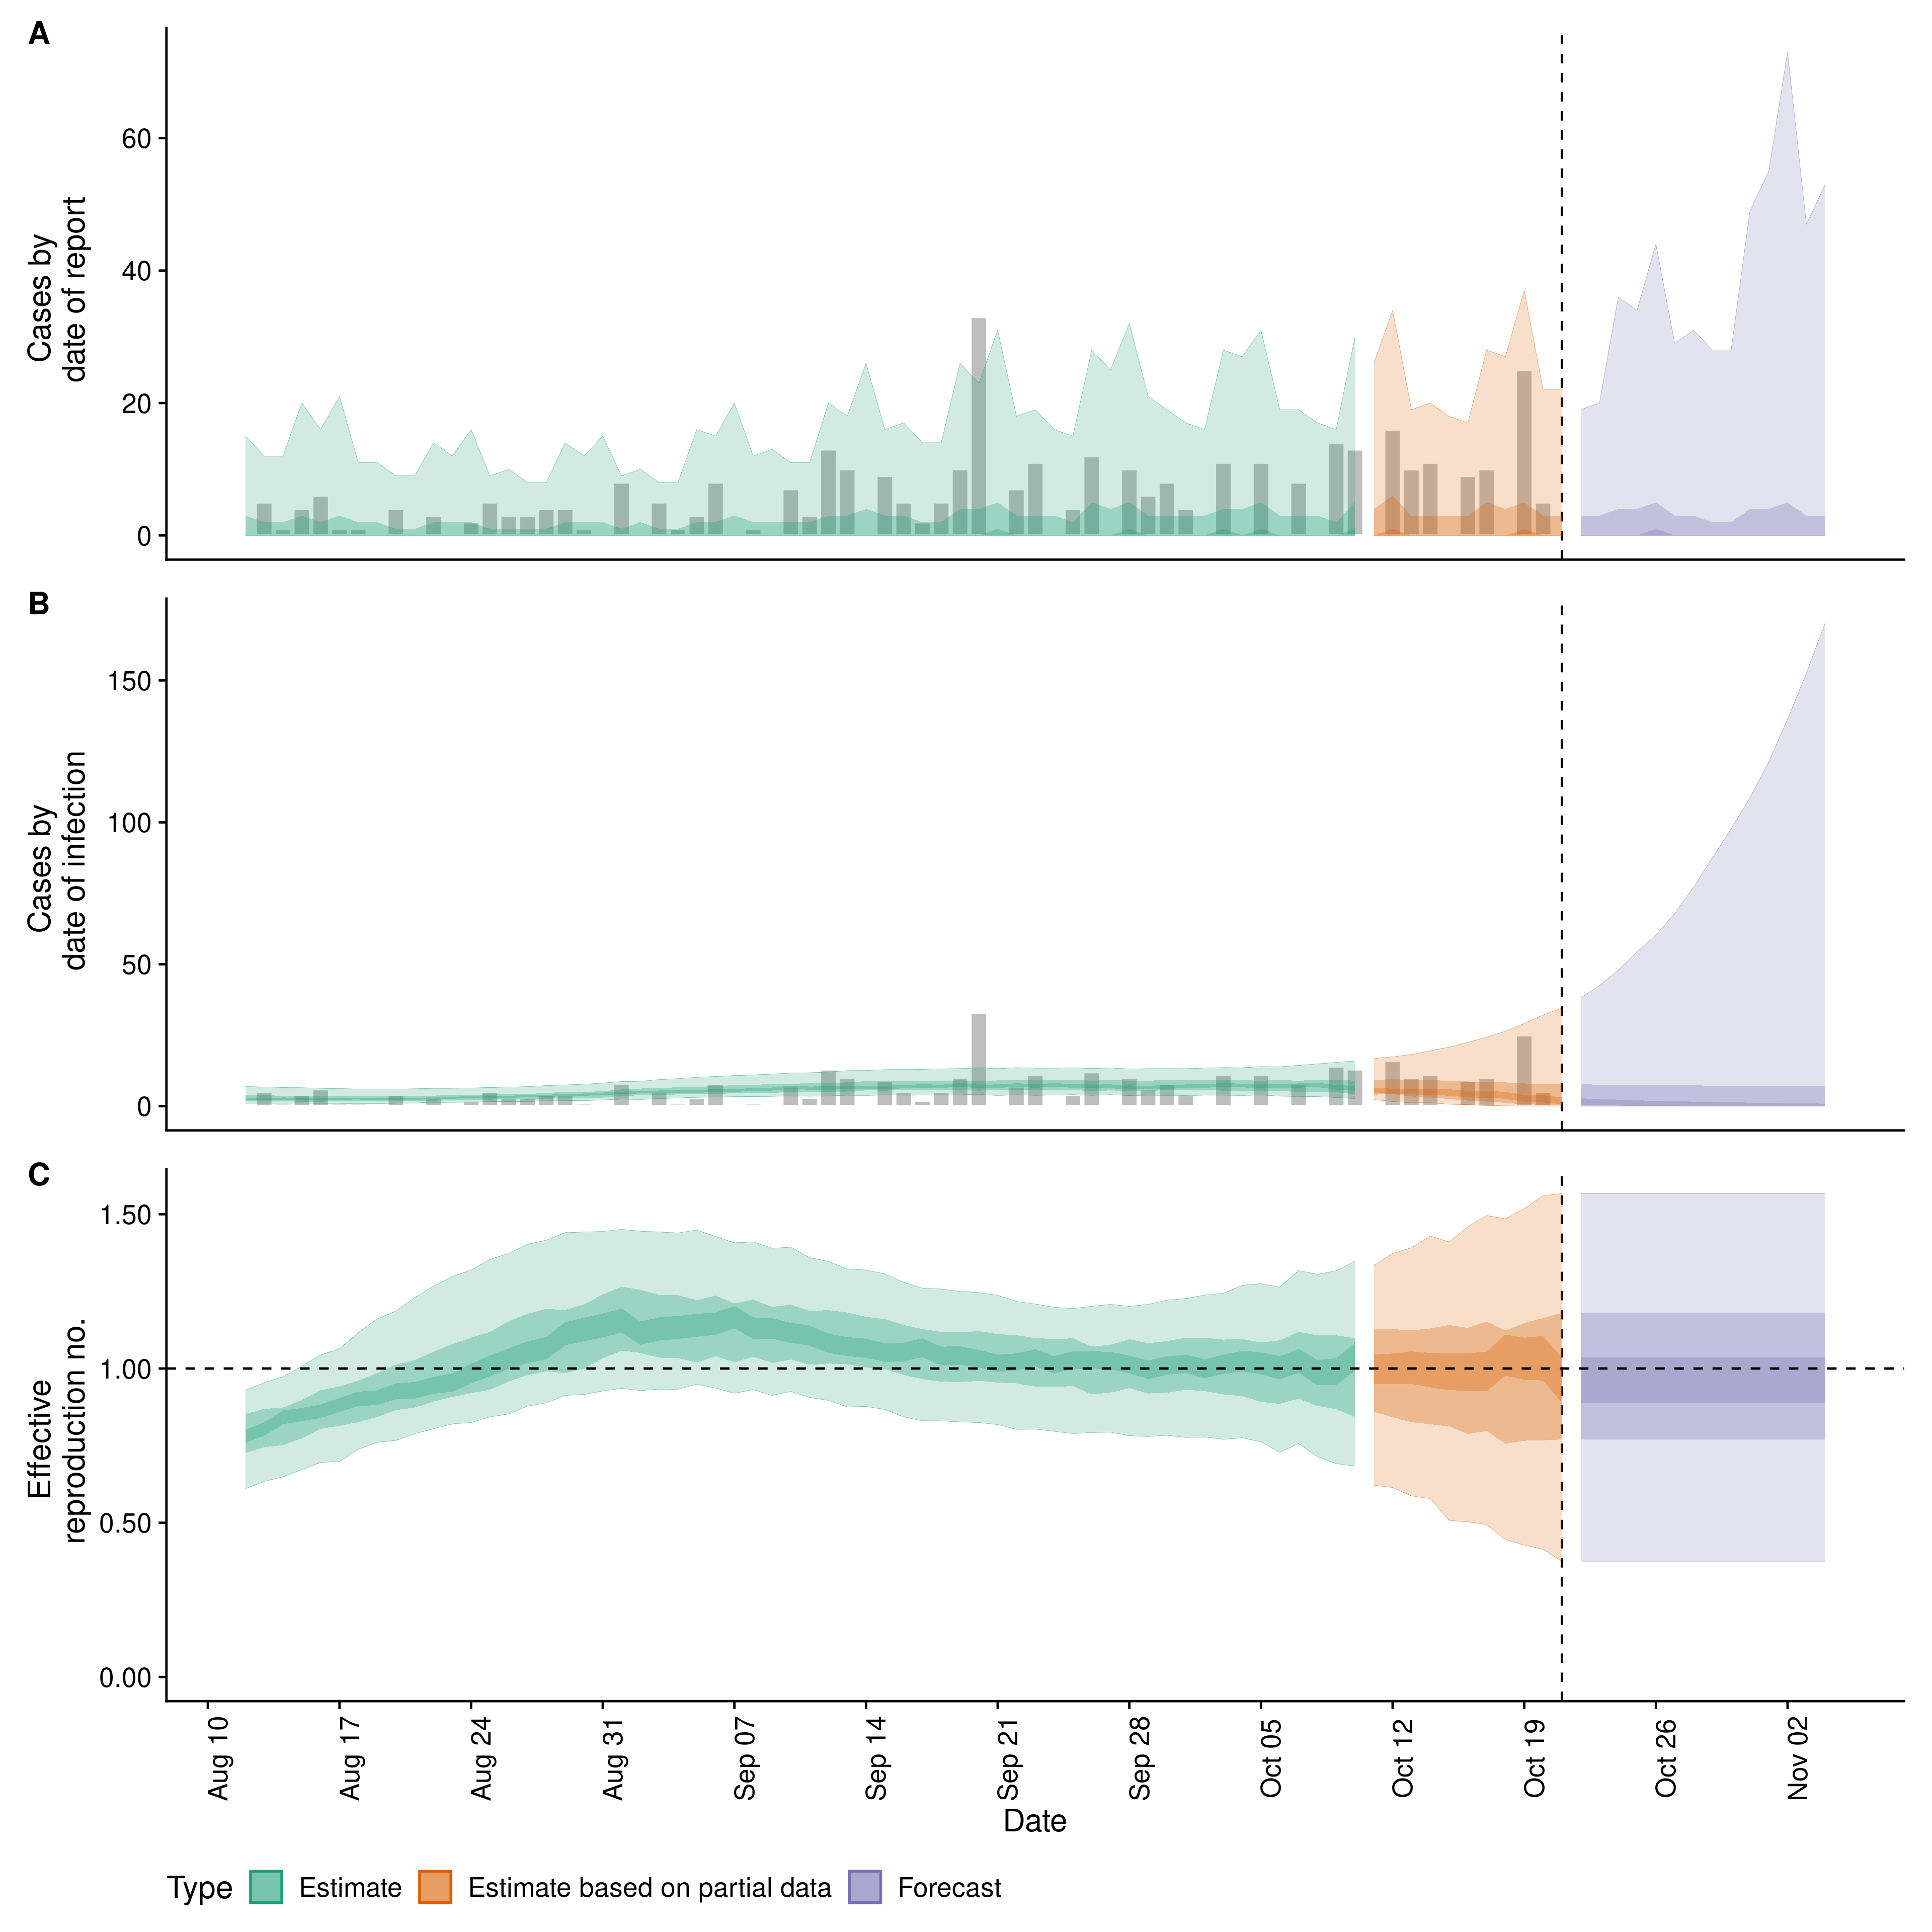 A
Cases by
date of report
60
40
20
0
B
Cases by
date of infection
150
100
50
0
C
Effective
reproduction no.
1.50
1.00
0.50
0.00
Aug 10
Aug 17
Aug 24
Aug 31
Sep 07
Sep 14
Sep 21
Sep 28
Oct 05
Oct 12
Oct 19
Oct 26
Nov 02
Date
Type Estimate Estimate based on partial data Forecast